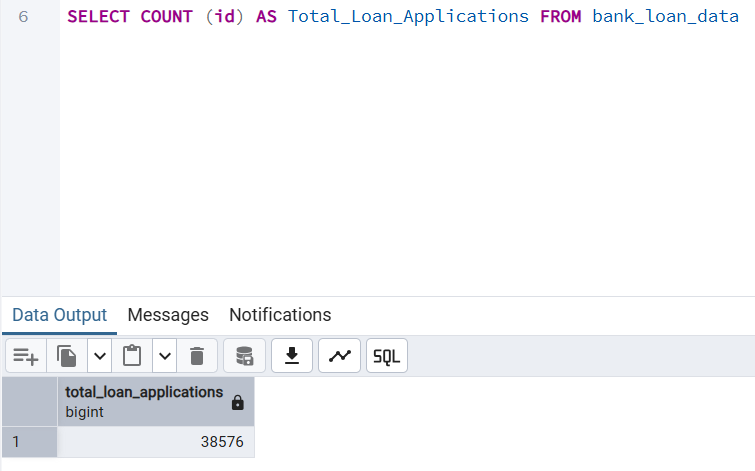 6 SELECT COUNT (id) AS Total_Loan_Applications FROM bank_loan_data
Data Output Messages Notifications
SQL
total_loan_applications
bigint
1 38576